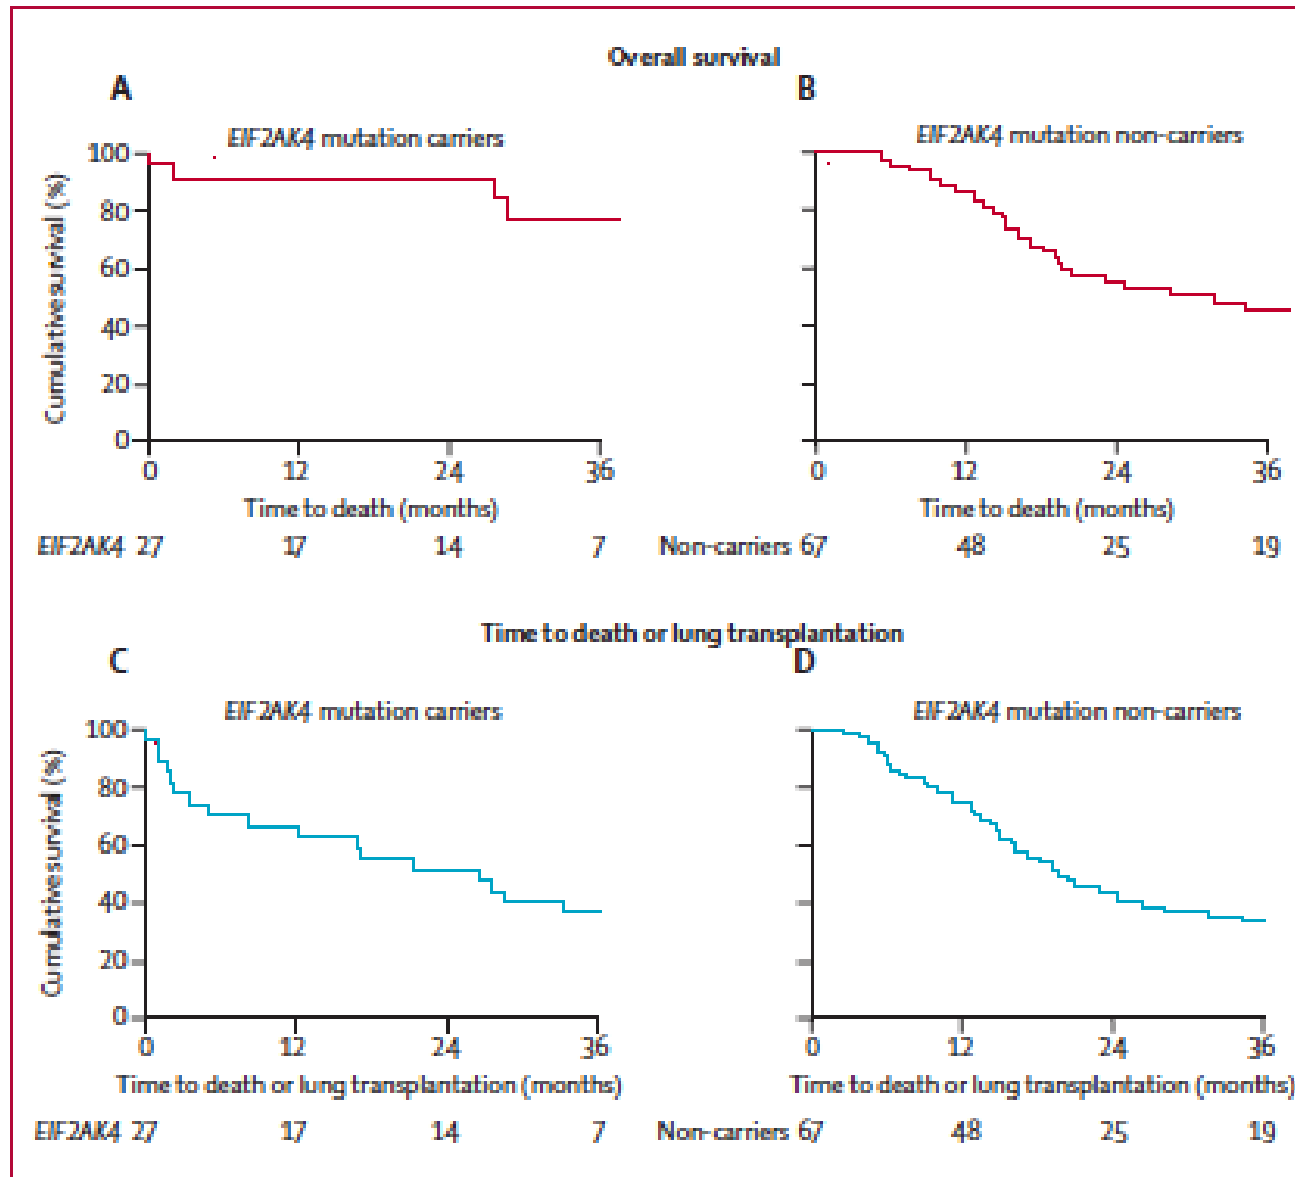 Overall survival
A
B
EIF2AK4 mutation carriers
EIF2AK4 mutation non-carriers
Cumulative survival (%)
100
80
60
40
20
0
0 12 24 36
0 12 24 36
Time to death (months)
Time to death (months)
EIF2AK4 27 17 14 7
Non-carriers 67 48 25 19
Time to death or lung transplantation
C
D
EIF2AK4 mutation carriers
EIF2AK4 mutation non-carriers
Cumulative survival (%)
100
80
60
40
20
0
0 12 24 36
0 12 24 36
Time to death or lung transplantation (months)
Time to death or lung transplantation (months)
EIF2AK4 27 17 14 7
Non-carriers 67 48 25 19